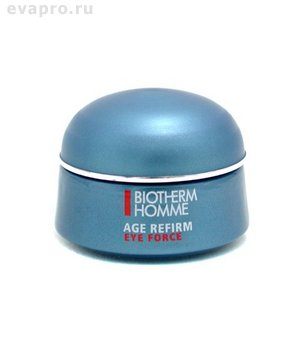 evapro.ru
BIOTHERM
HOMME
AGE REFIRM
EYE FORCE